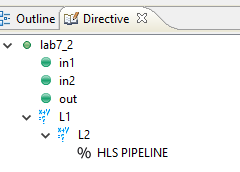 Outline Directive
lab7_2
in1
in2
out
L1
L2
% HLS PIPELINE